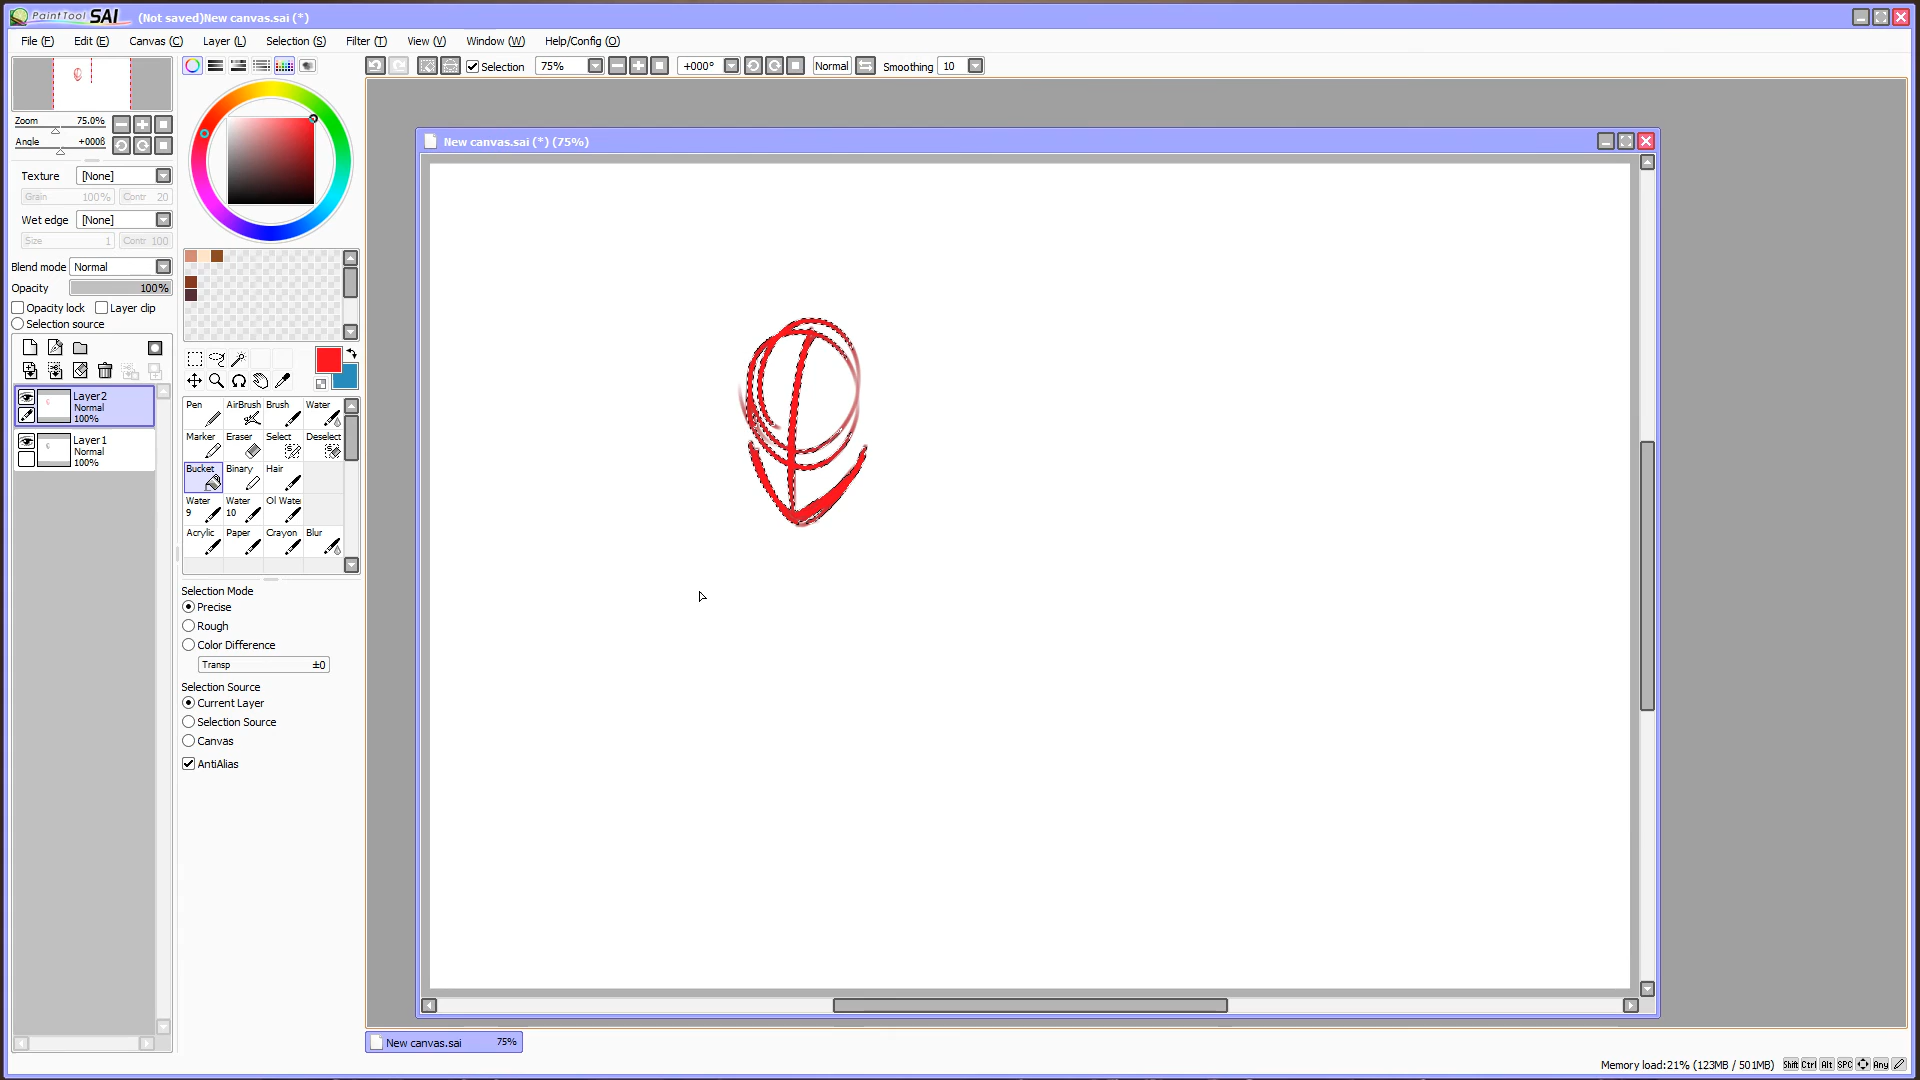 PaintTool SAI (Not saved)New canvas.sai (*)
File (F) Edit (E) Canvas (C) Layer (L) Selection (S) Filter (T) View (V) Window (W) Help/Config (O)
Selection 75% +000° Normal Smoothing 10
Zoom 75.0%
Angle +000ß
Texture [None]
Grain 100% Contr 20
Wet edge [None]
Size 1 Contr 100
Blend mode Normal
Opacity 100%
Opacity lock Layer clip
Selection source
Layer2
Normal
100%
Layer1
Normal
100%
Pen AirBrush Brush Water
Marker Eraser Select Deselect
Bucket Binary Hair
Water 9 Water 10 Ol Wate
Acrylic Paper Crayon Blur
Selection Mode
Precise
Rough
Color Difference
Transp ±0
Selection Source
Current Layer
Selection Source
Canvas
AntiAlias
New canvas.sai (*) (75%)
New canvas.sai 75%
Memory load:21% (123MB / 501MB) Shift Ctrl Alt SPC Any